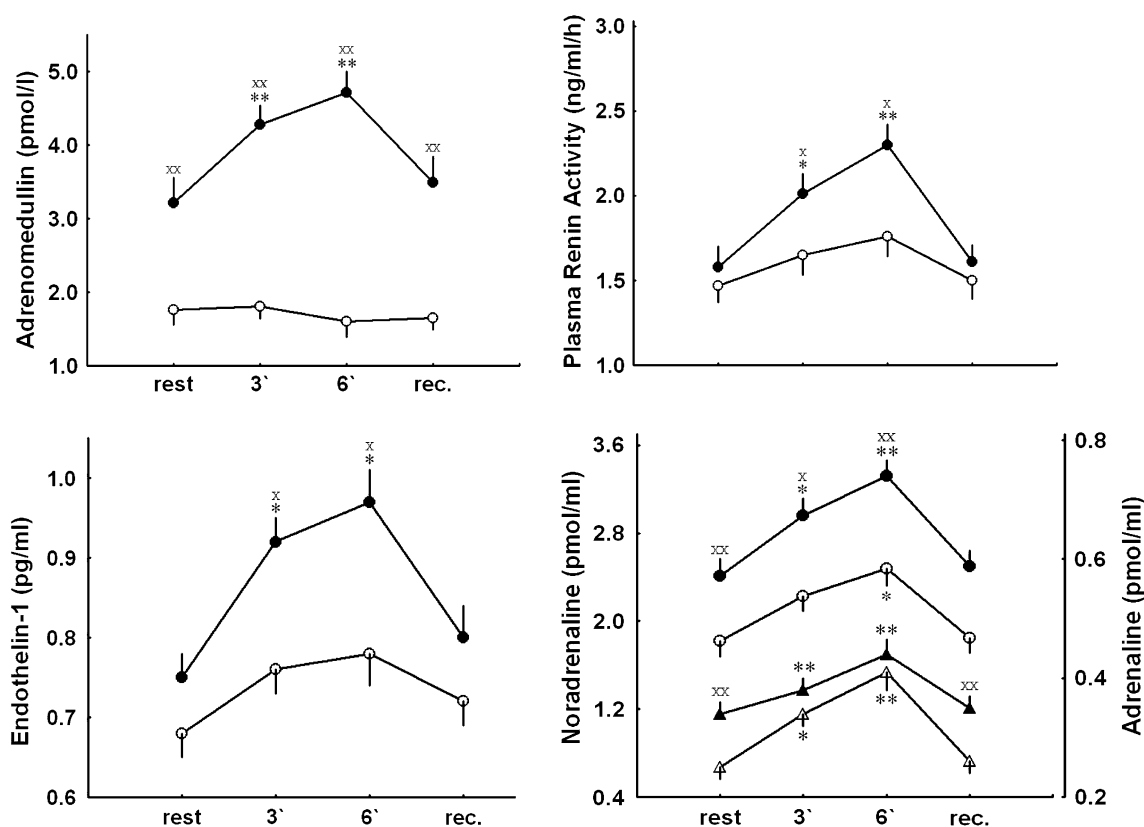 Adrenomedullin (pmol/l)
5.0
4.0
3.0
2.0
1.0
xx
xx
**
xx
**
xx
rest 3` 6` rec.
Plasma Renin Activity (ng/ml/h)
3.0
2.5
2.0
1.5
1.0
x
*
x
**
Endothelin-1 (pg/ml)
1.0
0.9
0.8
0.7
0.6
x
*
x
*
rest 3` 6` rec.
Noradrenaline (pmol/ml)
3.6
2.8
2.0
1.2
0.4
xx
x
*
xx
**
*
xx
**
**
xx
*
**
rest 3` 6` rec.
0.8
0.6
0.4
0.2
Adrenaline (pmol/ml)